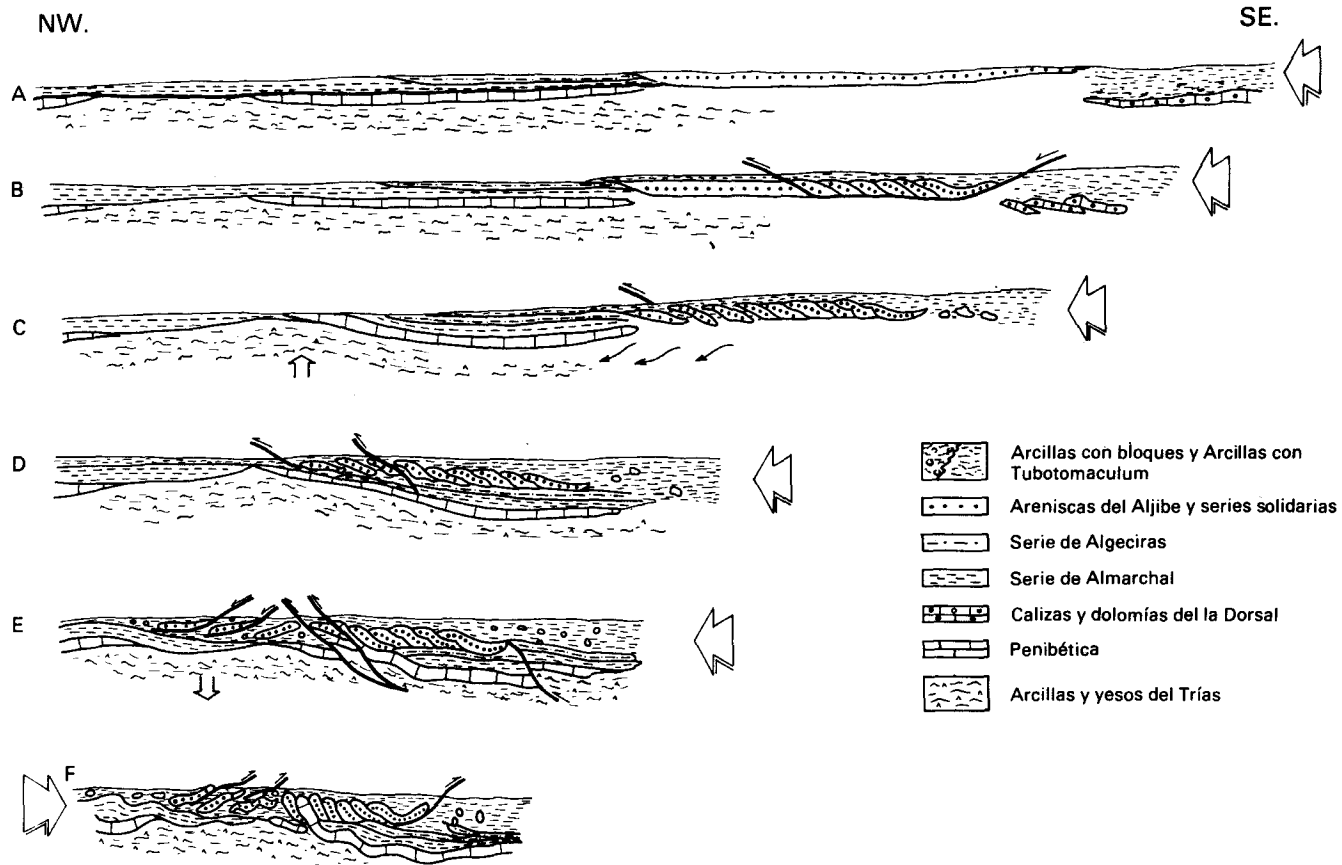 NW.
SE.
A
B
C
D
E
F
Arcillas con bloques y Arcillas con
Tubotomaculum
Areniscas del Aljibe y series solidarias
Serie de Algeciras
Serie de Almarchal
Calizas y dolomías del la Dorsal
Penibética
Arcillas y yesos del Trías